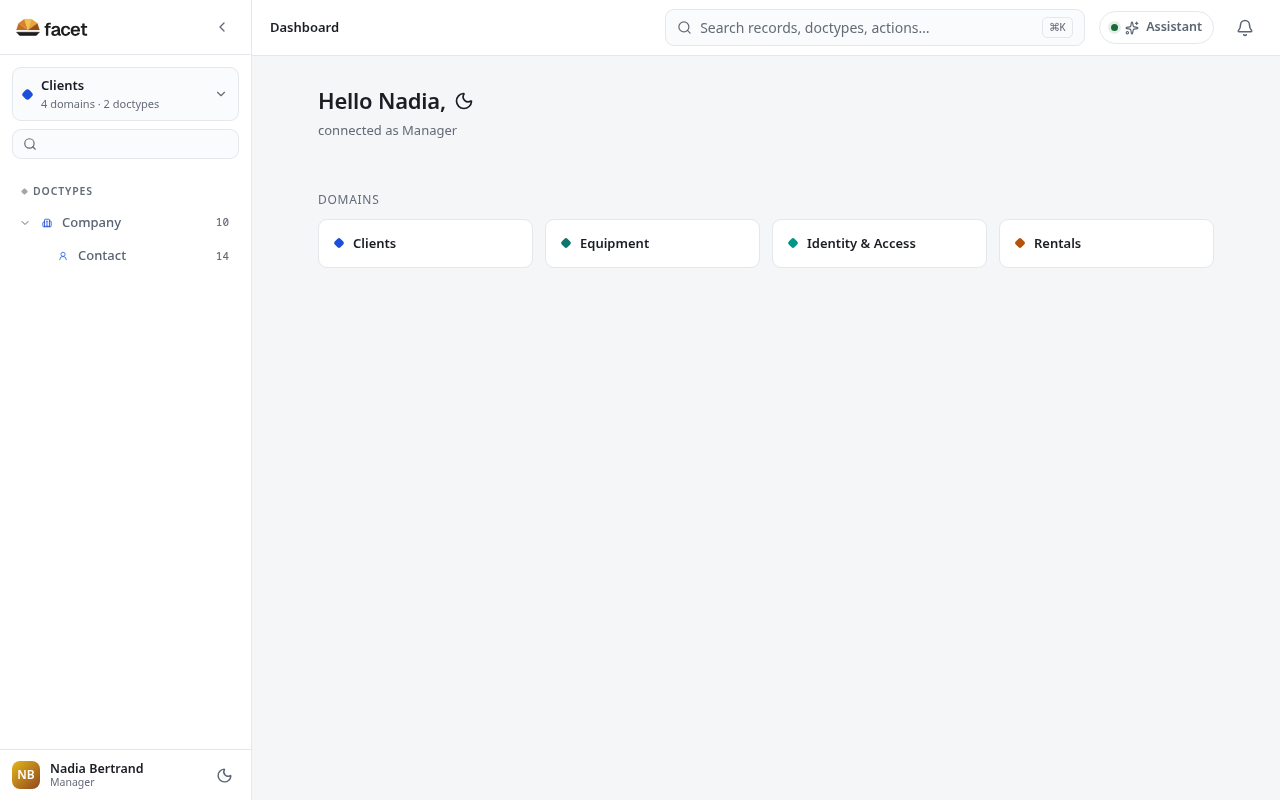 facet
Clients
4 domains · 2 doctypes
DOCTYPES
Company 10
Contact 14
Nadia Bertrand
Manager
NB
Dashboard
Search records, doctypes, actions... ⌘K
Assistant
Hello Nadia,
connected as Manager
DOMAINS
Clients
Equipment
Identity & Access
Rentals